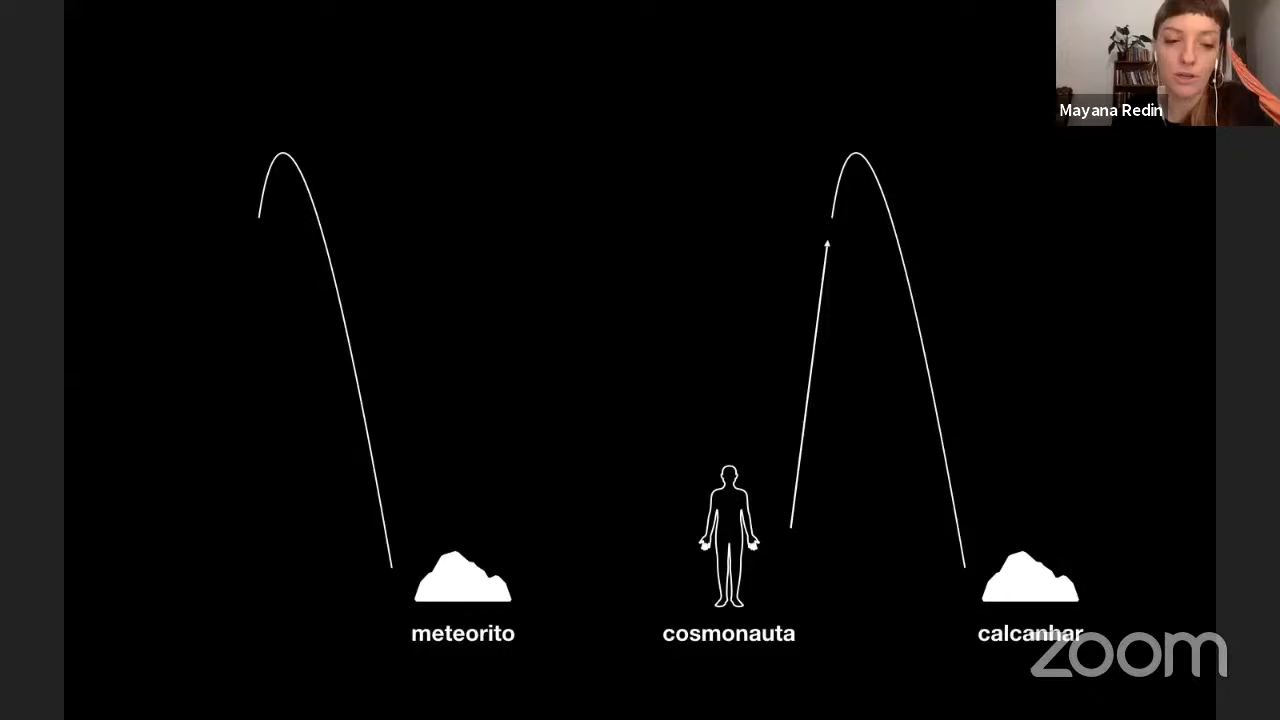 Mayana Redin
meteorito
cosmonauta
calcanhar
zoom